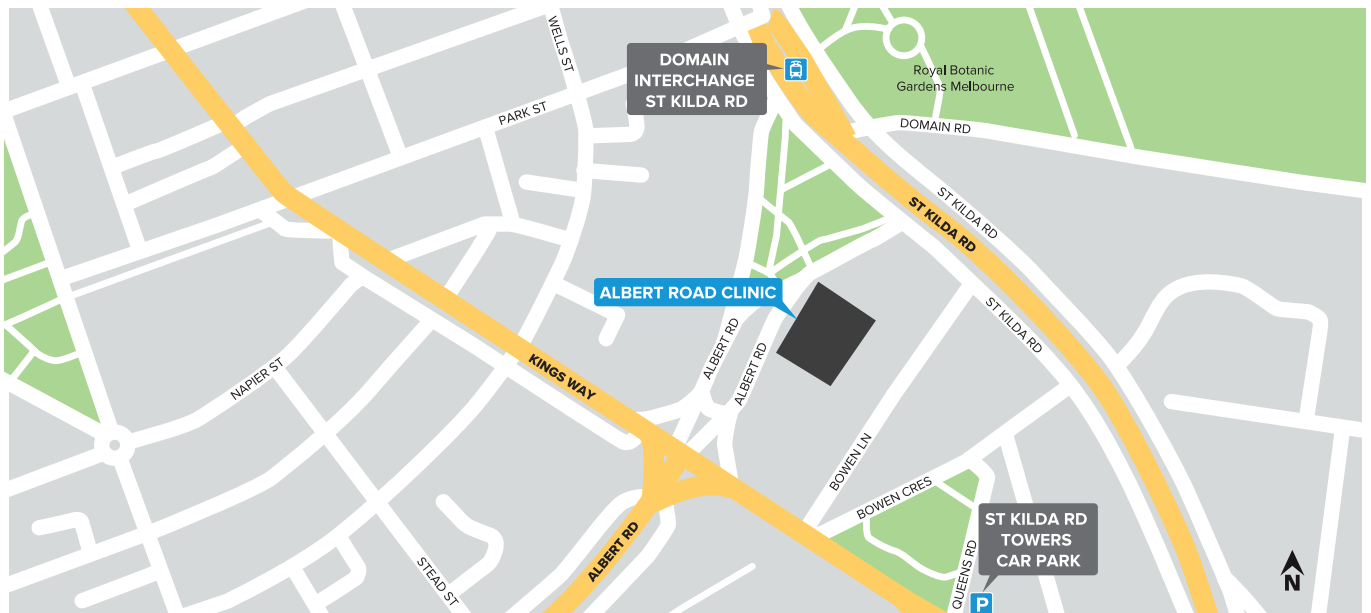 WELLS ST
DOMAIN
INTERCHANGE
ST KILDA RD
Royal Botanic
Gardens Melbourne
PARK ST
DOMAIN RD
ST KILDA RD
ST KILDA RD
ALBERT ROAD CLINIC
ST KILDA RD
ALBERT RD
ALBERT RD
NAPIER ST
KINGS WAY
BOWEN LN
BOWEN CRES
ST KILDA RD
TOWERS
CAR PARK
ALBERT RD
STEAD ST
QUEENS RD
P
N